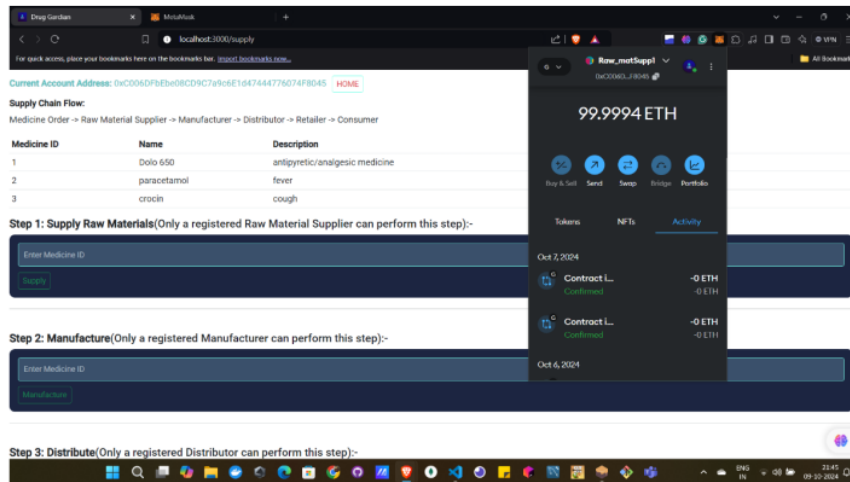 Drug Gardian
MetaMask
localhost:3000/supply
VPN
For quick access, place your bookmarks here on the bookmarks bar. Import bookmarks now...
All Bookmark
Current Account Address: HOME
Supply Chain Flow:
Medicine Order -> Raw Material Supplier -> Manufacturer -> Distributor -> Retailer -> Consumer
Medicine ID Name Description
1 Dolo 650 antipyretic/analgesic medicine
2 paracetamol fever
3 crocin cough
Step 1: Supply Raw Materials(Only a registered Raw Material Supplier can perform this step):-
Enter Medicine ID
Supply
Step 2: Manufacture(Only a registered Manufacturer can perform this step):-
Enter Medicine ID
Manufacture
Step 3: Distribute(Only a registered Distributor can perform this step):-
Raw_matSuppl
99.9994 ETH
Buy & Sell Send Swap Bridge Portfolio
Tokens NFTs Activity
Oct 7, 2024
Contract i... -0 ETH
Confirmed -0 ETH
Contract i... -0 ETH
Confirmed -0 ETH
Oct 6, 2024
ENG 21:45
IN 09-10-2024